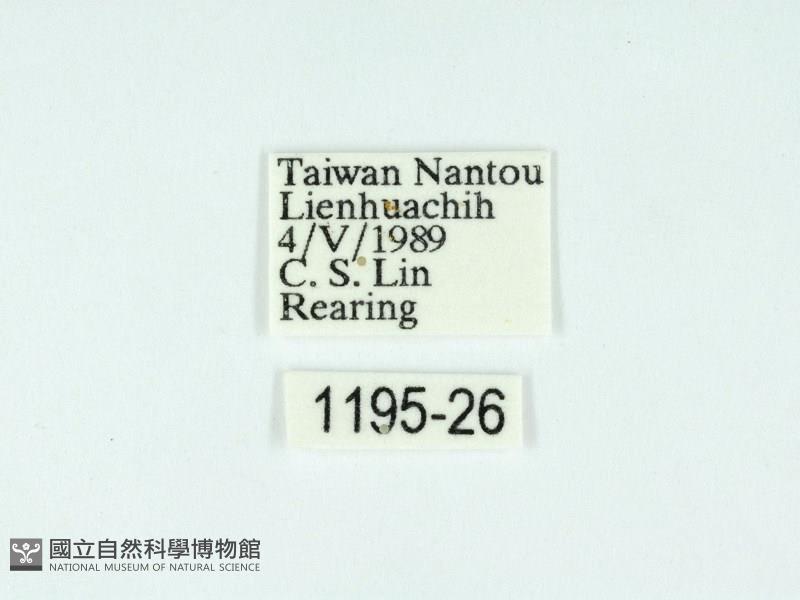 Taiwan Nantou
Lienhuachih
4/V/1989
C. S. Lin
Rearing
1195-26
國立自然科學博物館
NATIONAL MUSEUM OF NATURAL SCIENCE